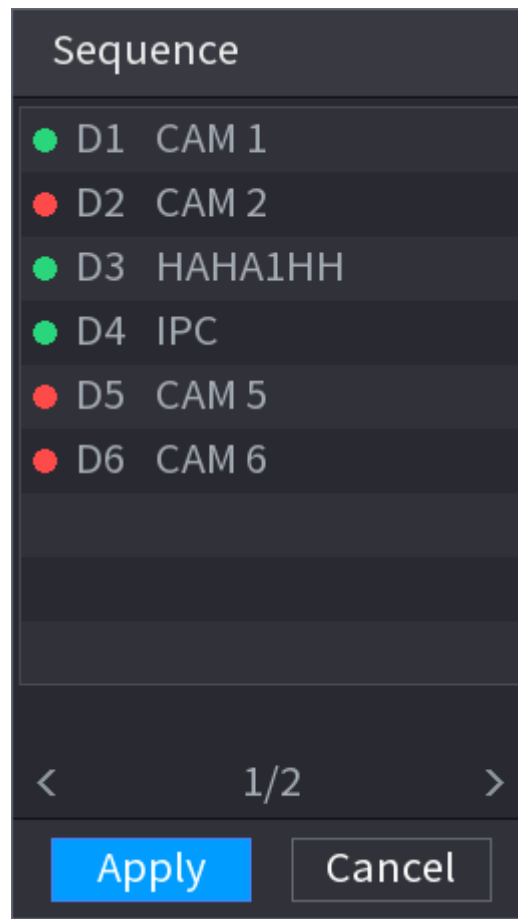 Sequence
D1 CAM 1
D2 CAM 2
D3 HAHA1HH
D4 IPC
D5 CAM 5
D6 CAM 6
< 1/2 >
Apply Cancel